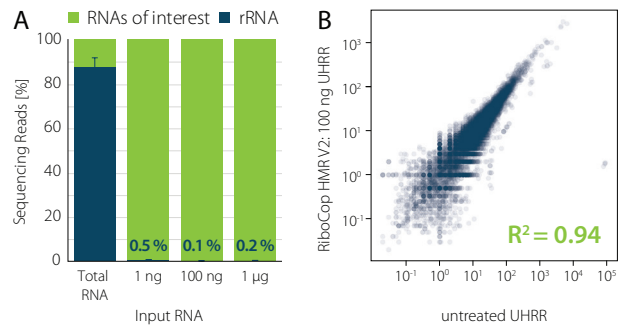 A
RNAs of interest
rRNA
Sequencing Reads [%]
100
80
60
40
20
0
0.5 %
0.1 %
0.2 %
Total RNA
1 ng
100 ng
1 µg
Input RNA
B
RiboCop HMR V2: 100 ng UHRR
10³
10²
10¹
10⁰
10⁻¹
R² = 0.94
10⁻¹
10⁰
10¹
10²
10³
10⁴
10⁵
untreated UHRR